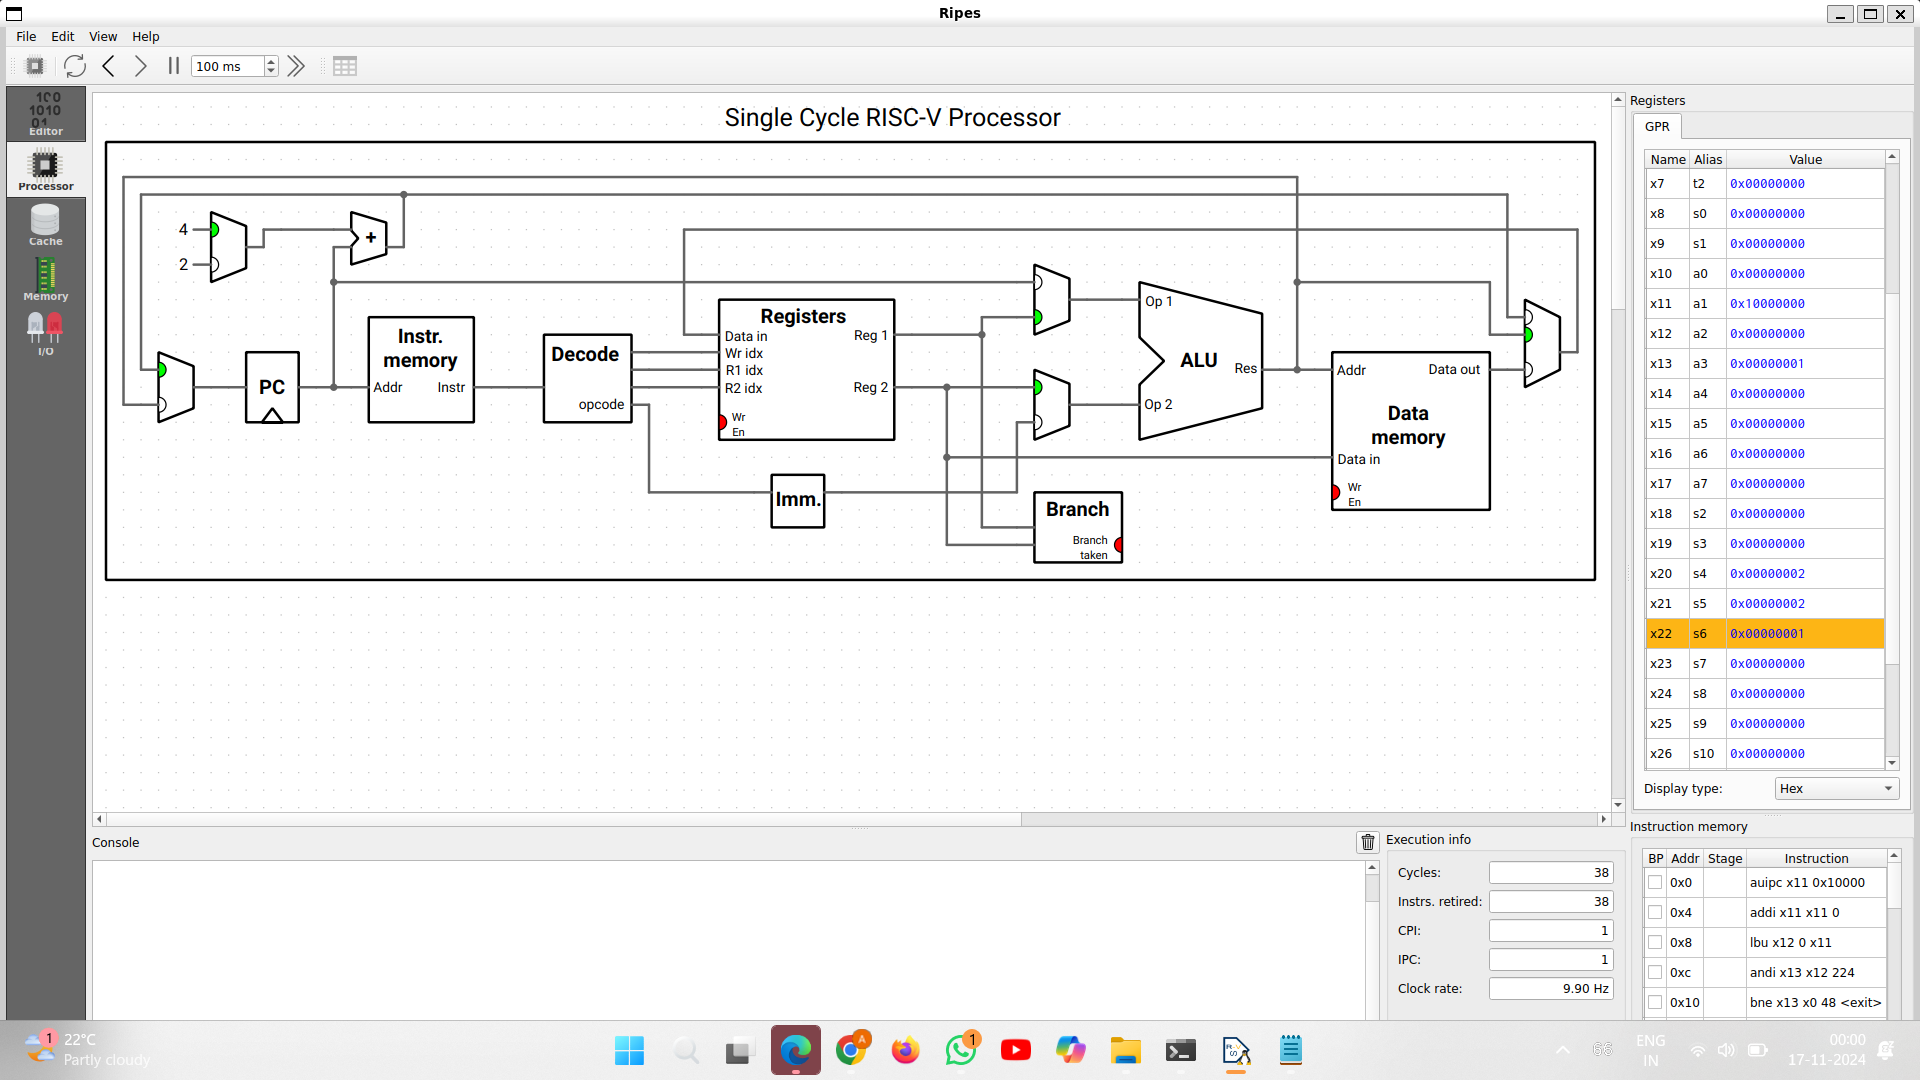 Ripes
File Edit View Help
100 ms
Editor
Processor
Cache
Memory
I/O
Single Cycle RISC-V Processor
4
2
+
PC
Instr. memory
Addr
Instr
Decode
opcode
Registers
Data in
Wr idx
R1 idx
R2 idx
Wr En
Reg 1
Reg 2
Imm.
Op 1
Op 2
ALU
Res
Branch
Branch taken
Data memory
Addr
Data out
Data in
Wr En
Registers
GPR
Name Alias Value
x7 t2 0x00000000
x8 s0 0x00000000
x9 s1 0x00000000
x10 a0 0x00000000
x11 a1 0x10000000
x12 a2 0x00000000
x13 a3 0x00000001
x14 a4 0x00000000
x15 a5 0x00000000
x16 a6 0x00000000
x17 a7 0x00000000
x18 s2 0x00000000
x19 s3 0x00000000
x20 s4 0x00000002
x21 s5 0x00000002
x22 s6 0x00000001
x23 s7 0x00000000
x24 s8 0x00000000
x25 s9 0x00000000
x26 s10 0x00000000
Display type: Hex
Console
Execution info
Cycles: 38
Instrs. retired: 38
CPI: 1
IPC: 1
Clock rate: 9.90 Hz
Instruction memory
BP Addr Stage Instruction
0x0 auipc x11 0x10000
0x4 addi x11 x11 0
0x8 lbu x12 0 x11
0xc andi x13 x12 224
0x10 bne x13 x0 48 <exit>
1
22°C
Partly cloudy
A
1
ENG
IN
00:00
17-11-2024